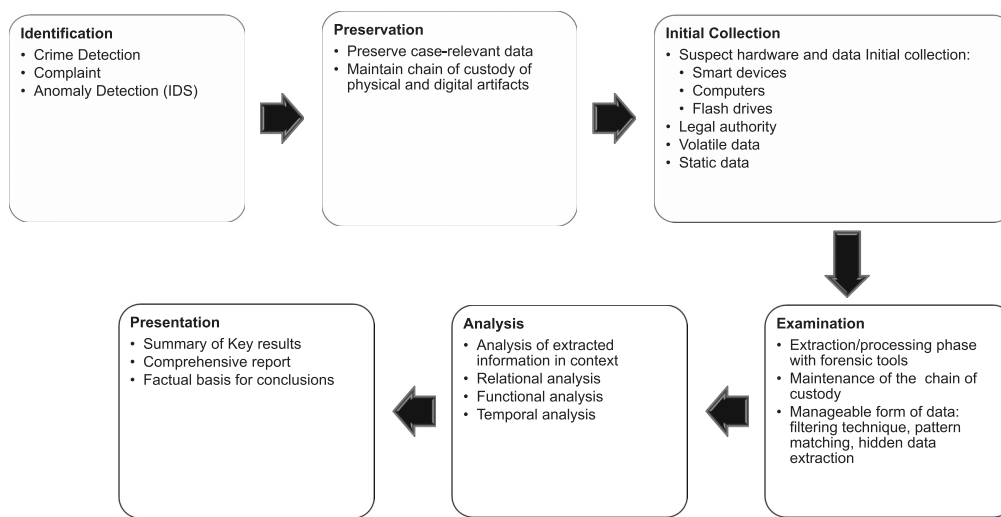 Identification
• Crime Detection
• Complaint
• Anomaly Detection (IDS)
Preservation
• Preserve case-relevant data
• Maintain chain of custody of
physical and digital artifacts
Initial Collection
• Suspect hardware and data Initial collection:
• Smart devices
• Computers
• Flash drives
• Legal authority
• Volatile data
• Static data
Examination
• Extraction/processing phase
with forensic tools
• Maintenance of the chain of
custody
• Manageable form of data:
filtering technique, pattern
matching, hidden data
extraction
Analysis
• Analysis of extracted
information in context
• Relational analysis
• Functional analysis
• Temporal analysis
Presentation
• Summary of Key results
• Comprehensive report
• Factual basis for conclusions